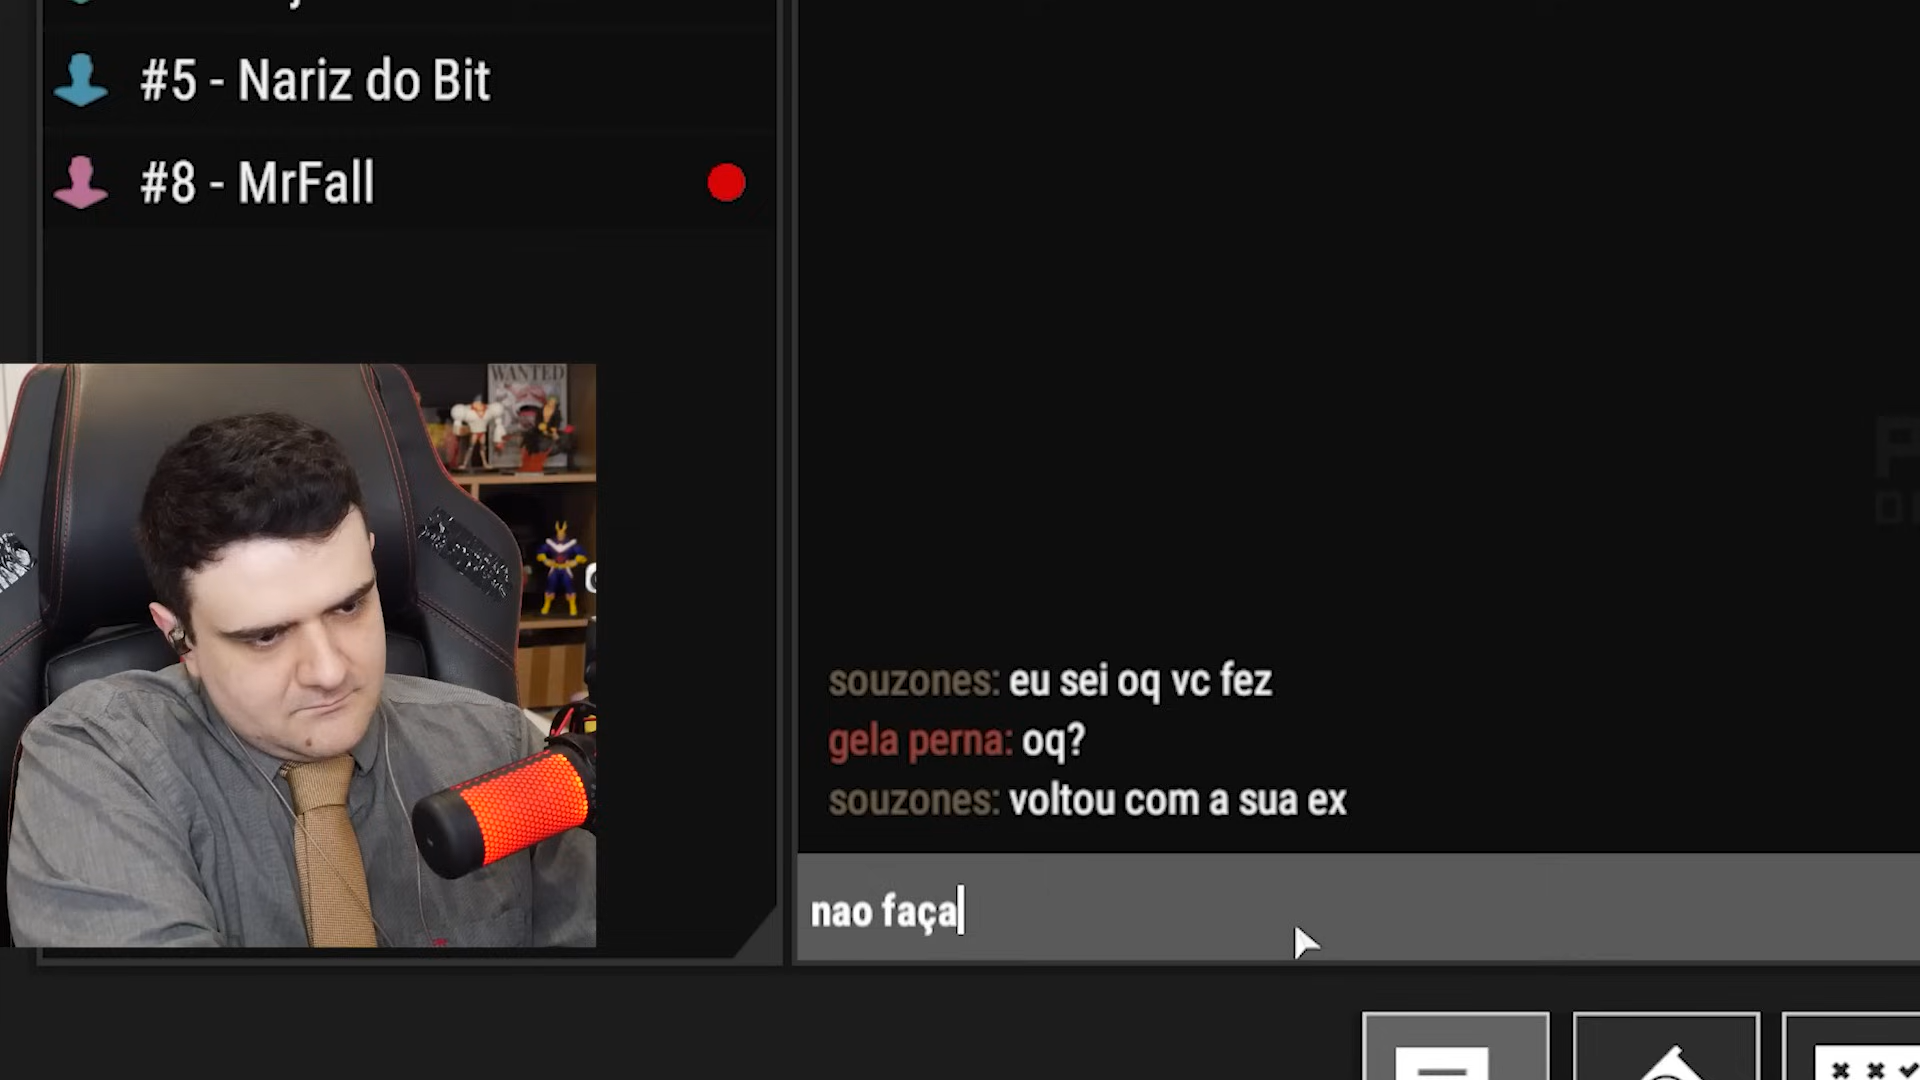 #5 - Nariz do Bit
#8 - MrFall
WANTED
souzones: eu sei oq vc fez
gela perna: oq?
souzones: voltou com a sua ex
nao faça